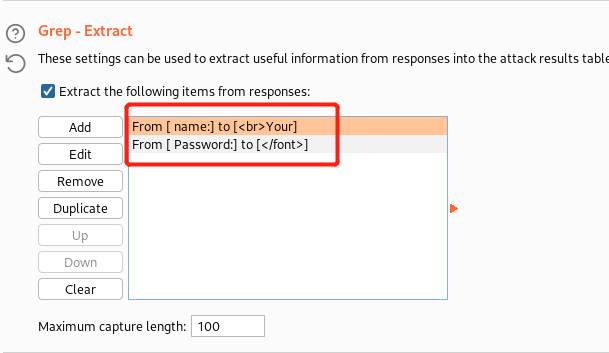 Grep - Extract
These settings can be used to extract useful information from responses into the attack results table
Extract the following items from responses:
Add
From [ name:] to [<br>Your]
Edit
From [ Password:] to [</font>]
Remove
Duplicate
Up
Down
Clear
Maximum capture length: 100